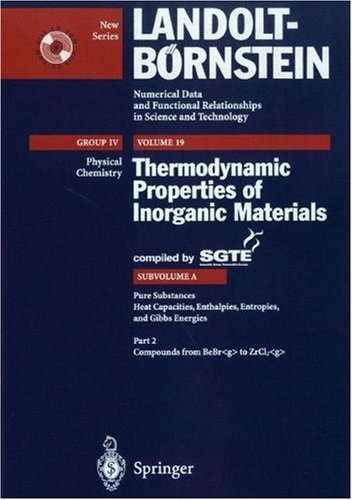 New
Series
LANDOLT-
BÖRNSTEIN
Numerical Data
and Functional Relationships
in Science and Technology
GROUP IV
VOLUME 19
Physical
Chemistry
Thermodynamic
Properties of
Inorganic Materials
compiled by SGTE
SUBVOLUME A
Pure Substances
Heat Capacities, Enthalpies, Entropies,
and Gibbs Energies
Part 2
Compounds from BeBr<g> to ZrCl₂<g>
Springer